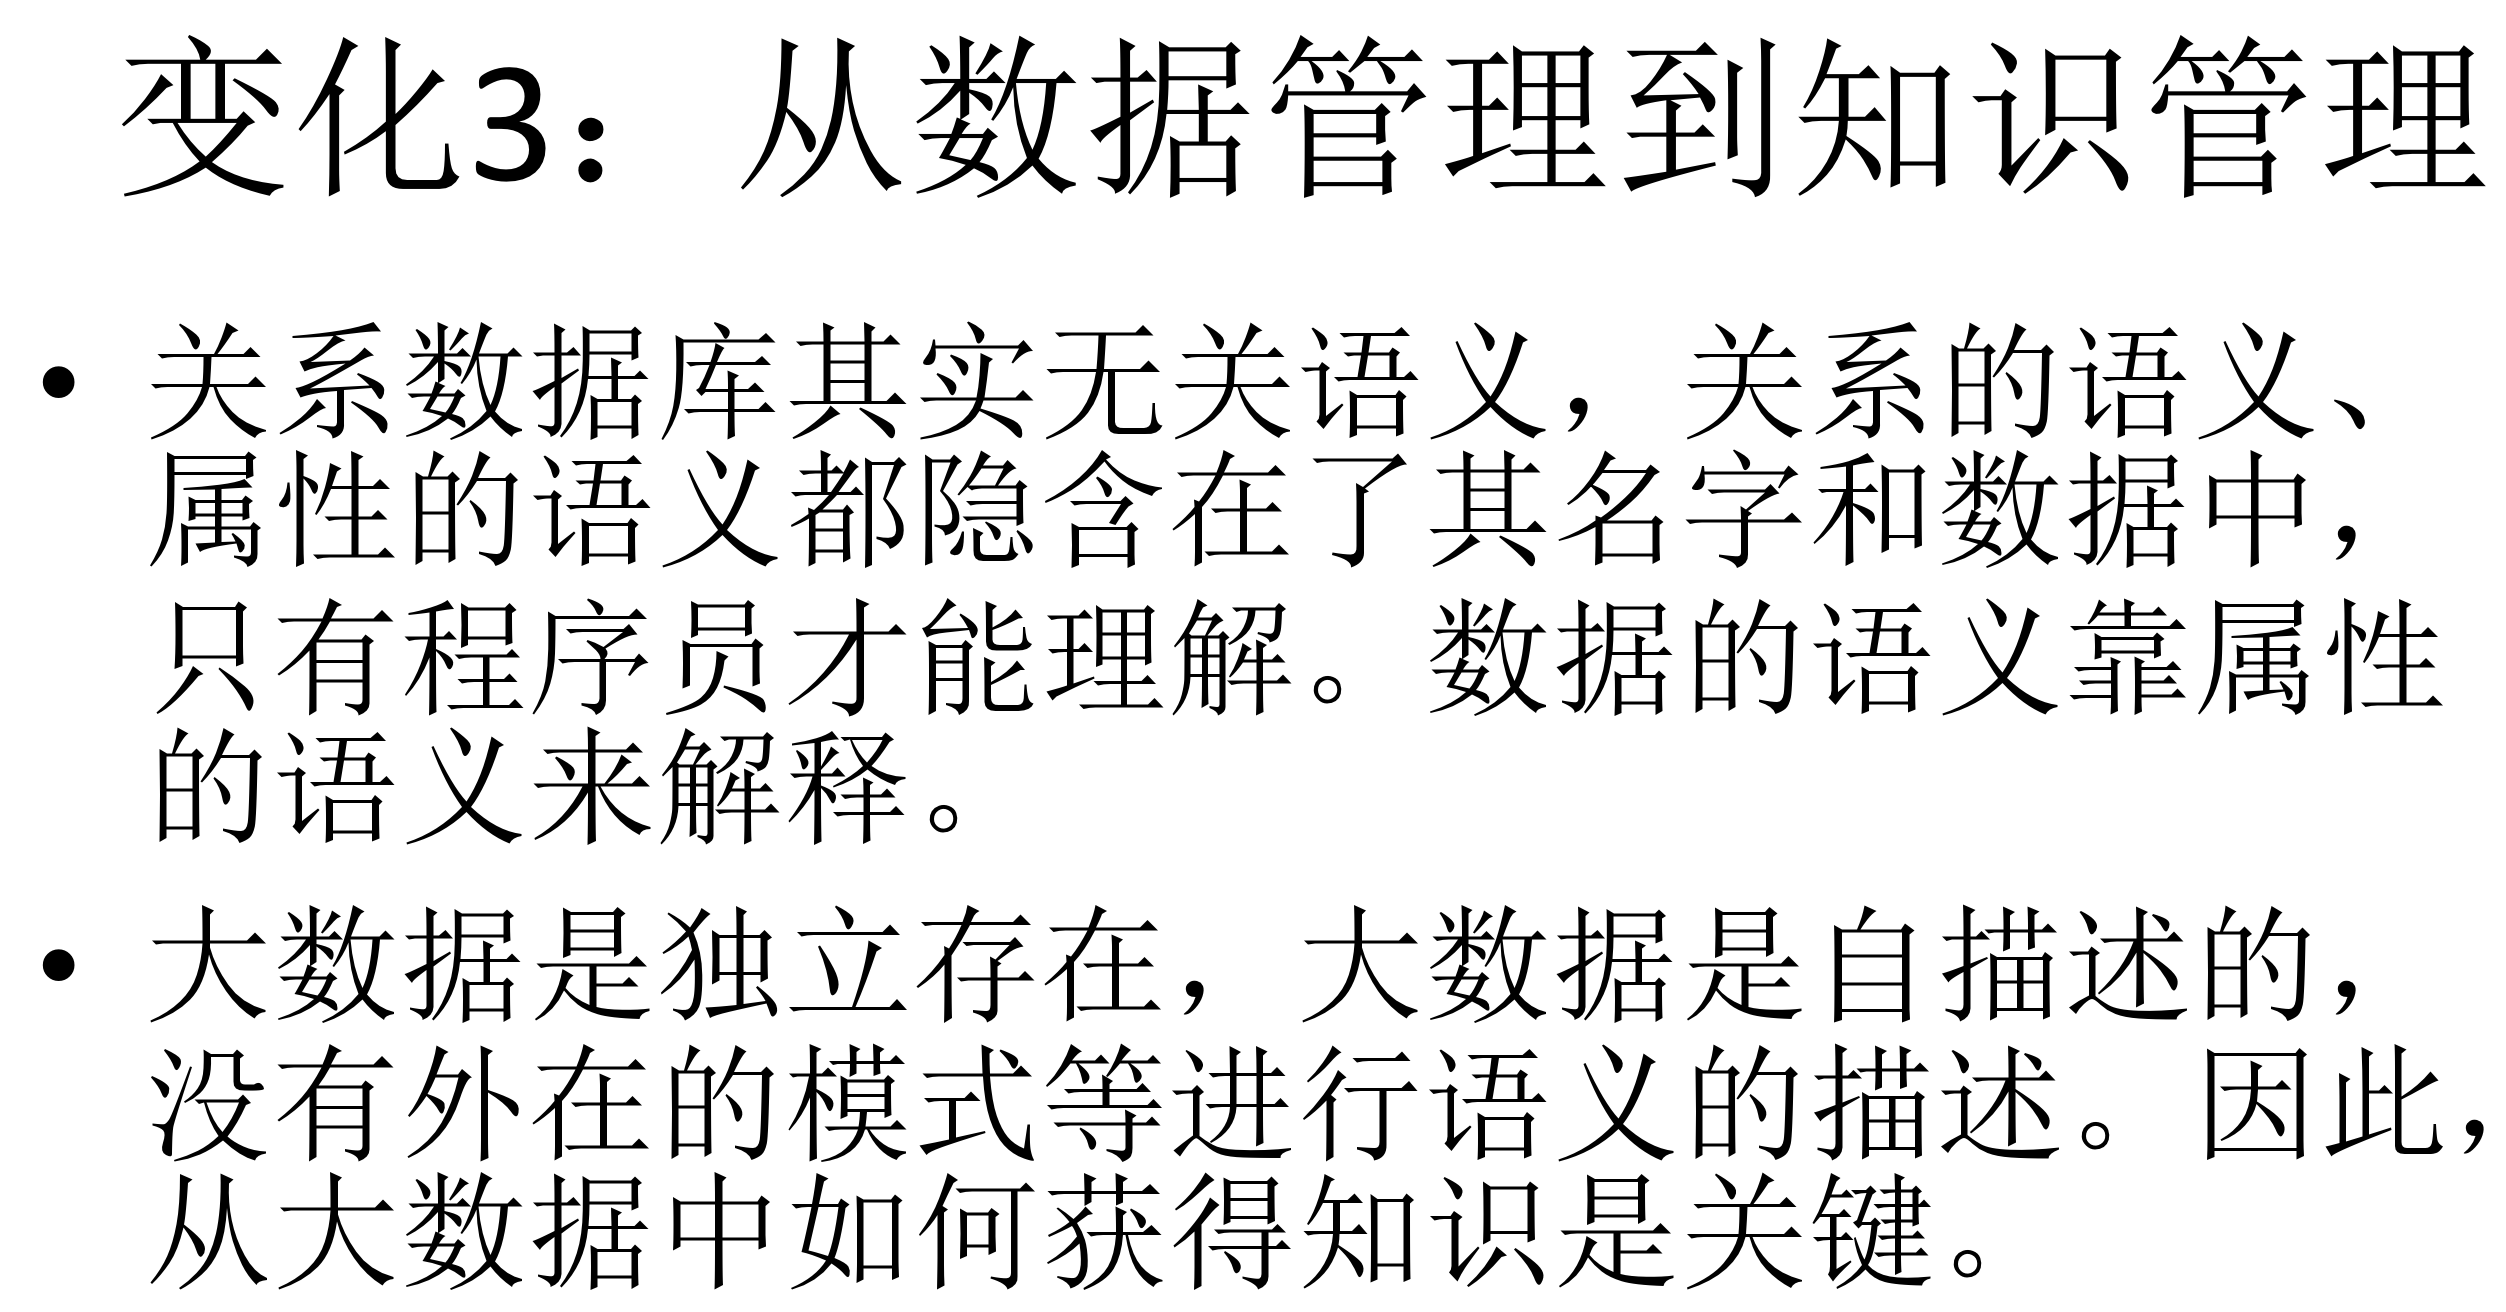 变化3: 从数据管理到知识管理
• 关系数据库其实无关语义，关系的语义、
属性的语义都隐含在了其名字和数据中，
只有程序员才能理解。数据的语义靠属性
的语义来解释。
• 大数据是独立存在，大数据是自描述的，
没有外在的模式等进行语义的描述。因此，
从大数据中如何获得知识是关键。